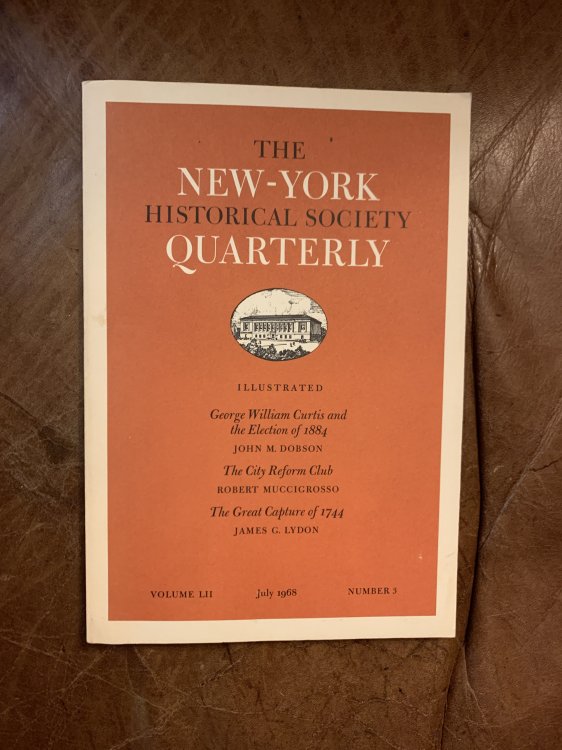 THE
NEW-YORK
HISTORICAL SOCIETY
QUARTERLY
ILLUSTRATED
George William Curtis and
the Election of 1884
JOHN M. DOBSON
The City Reform Club
ROBERT MUCCIGROSSO
The Great Capture of 1744
JAMES G. LYDON
VOLUME LII July 1968 NUMBER 3